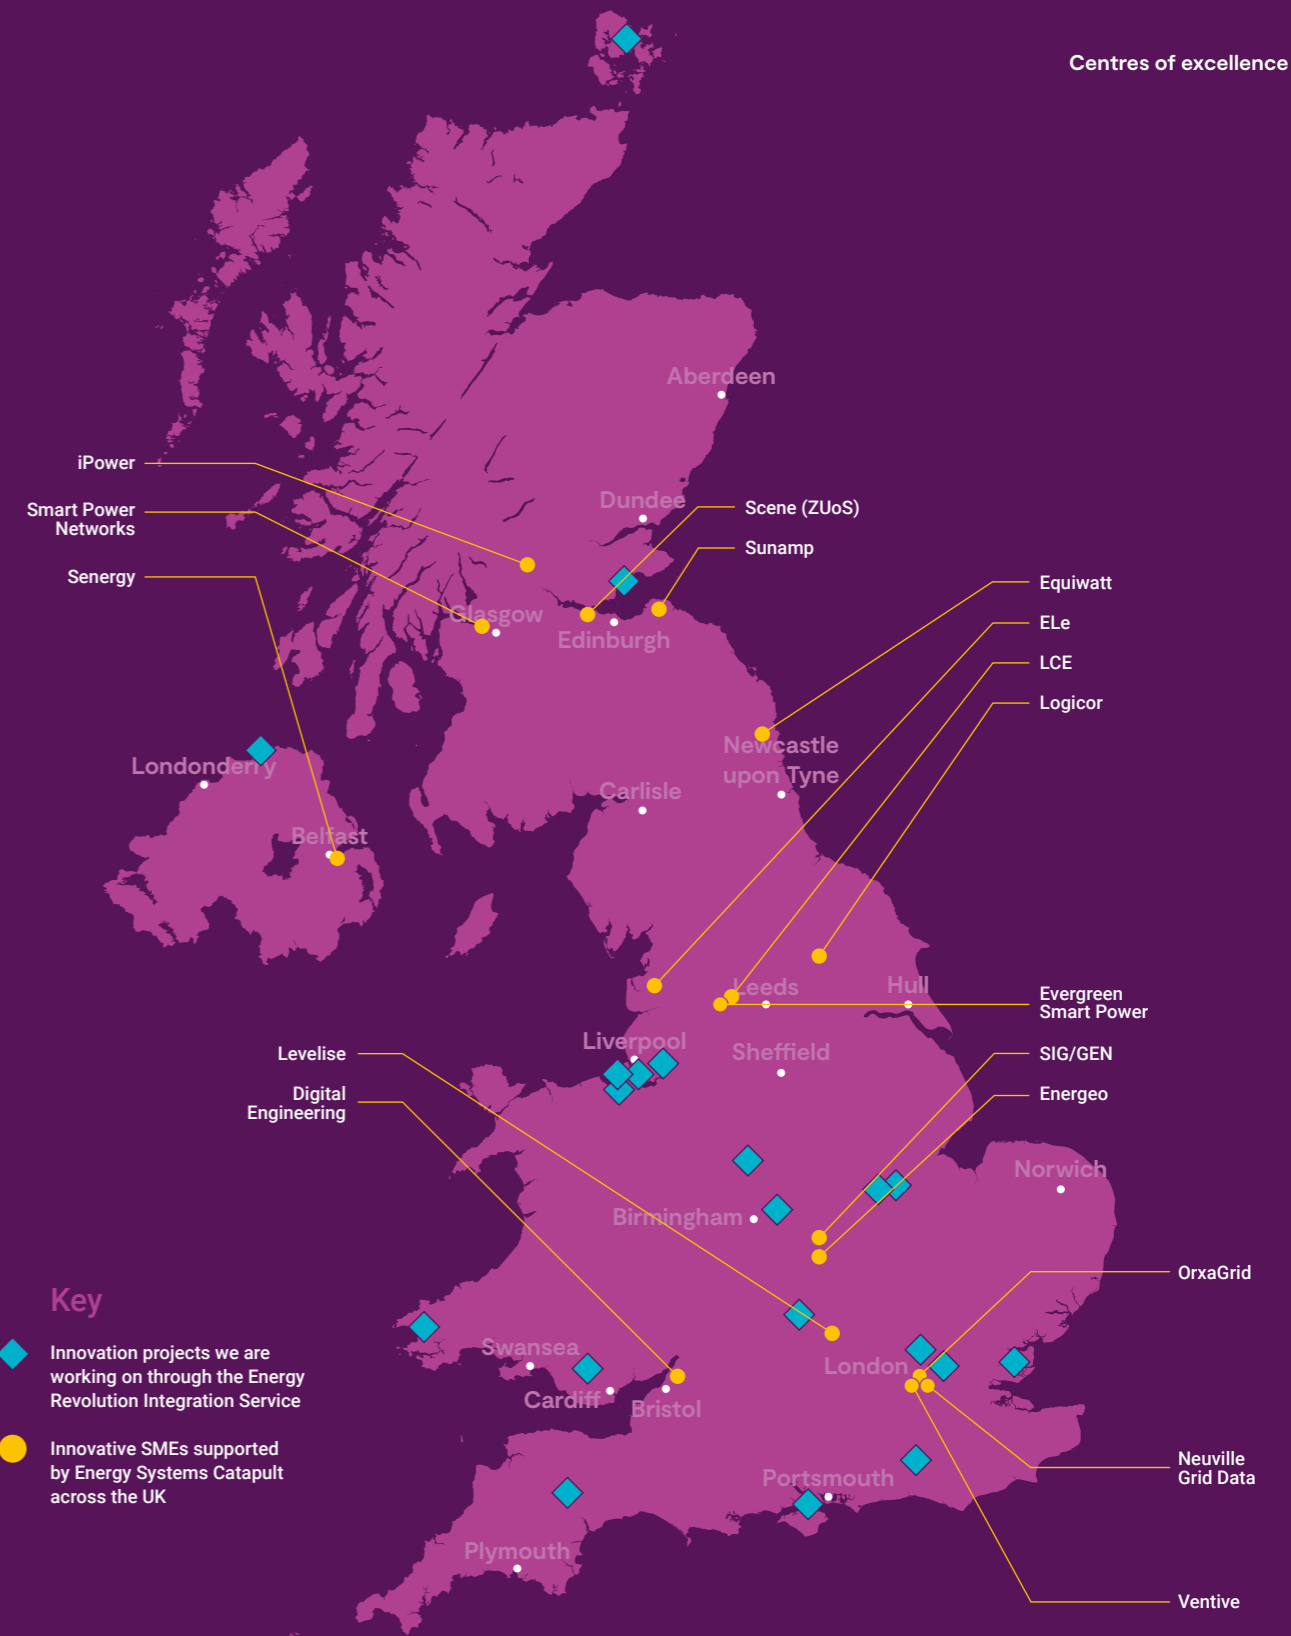 Centres of excellence
Aberdeen
iPower
Dundee
Smart Power
Networks
Scene (ZUoS)
Sunamp
Senergy
Equiwatt
Glasgow
ELe
Edinburgh
LCE
Logicor
Newcastle
upon Tyne
Londonderry
Carlisle
Belfast
Leeds
Hull
Evergreen
Smart Power
Liverpool
Levelise
Sheffield
SIG/GEN
Digital
Engineering
Energeo
Norwich
Birmingham
OrxaGrid
Key
Innovation projects we are
working on through the Energy
Revolution Integration Service
Swansea
London
Cardiff
Bristol
Innovative SMEs supported
by Energy Systems Catapult
across the UK
Neuville
Grid Data
Portsmouth
Plymouth
Ventive